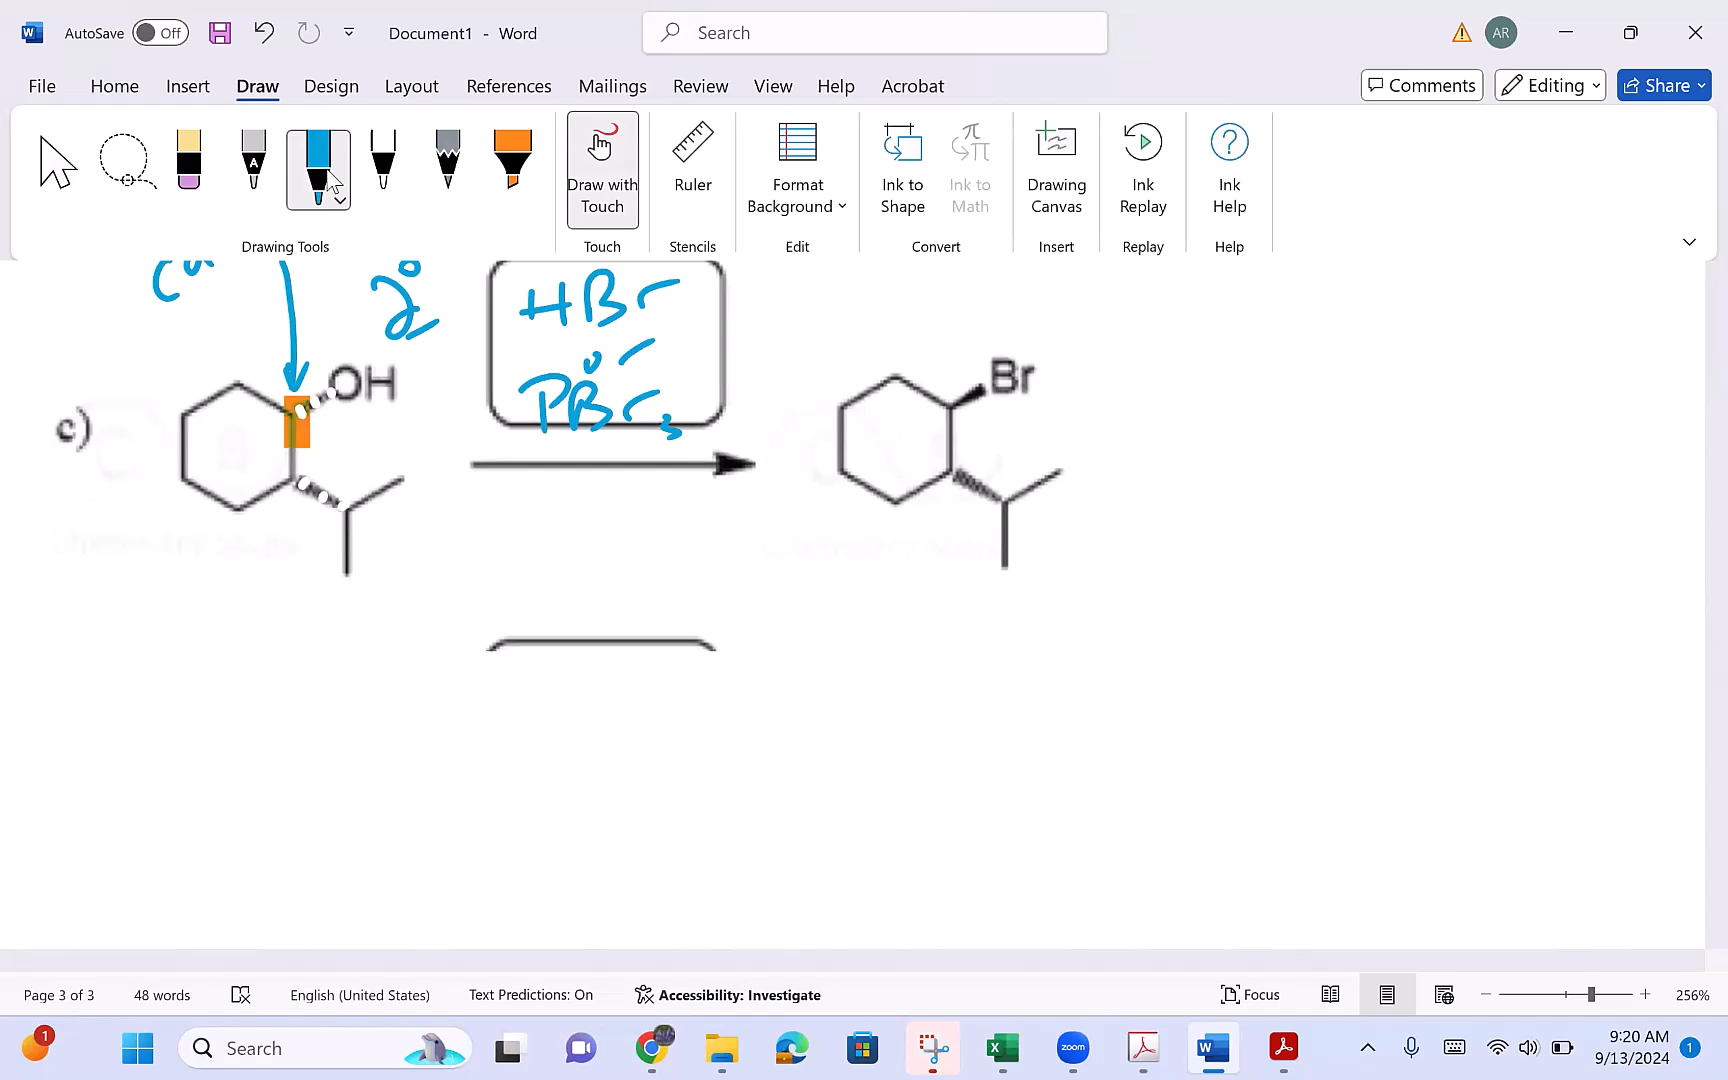 AutoSave Off Document1 - Word Search AR
File Home Insert Draw Design Layout References Mailings Review View Help Acrobat Comments Editing Share
A
Draw with Touch
Ruler
Format Background
Ink to Shape
Ink to Math
Drawing Canvas
Ink Replay
Ink Help
Drawing Tools Touch Stencils Edit Convert Insert Replay Help
2°
HBr
or
PBr3
c)
OH
Br
Page 3 of 3 48 words English (United States) Text Predictions: On Accessibility: Investigate Focus 256%
1 Search zoom W 9:20 AM
9/13/2024 1